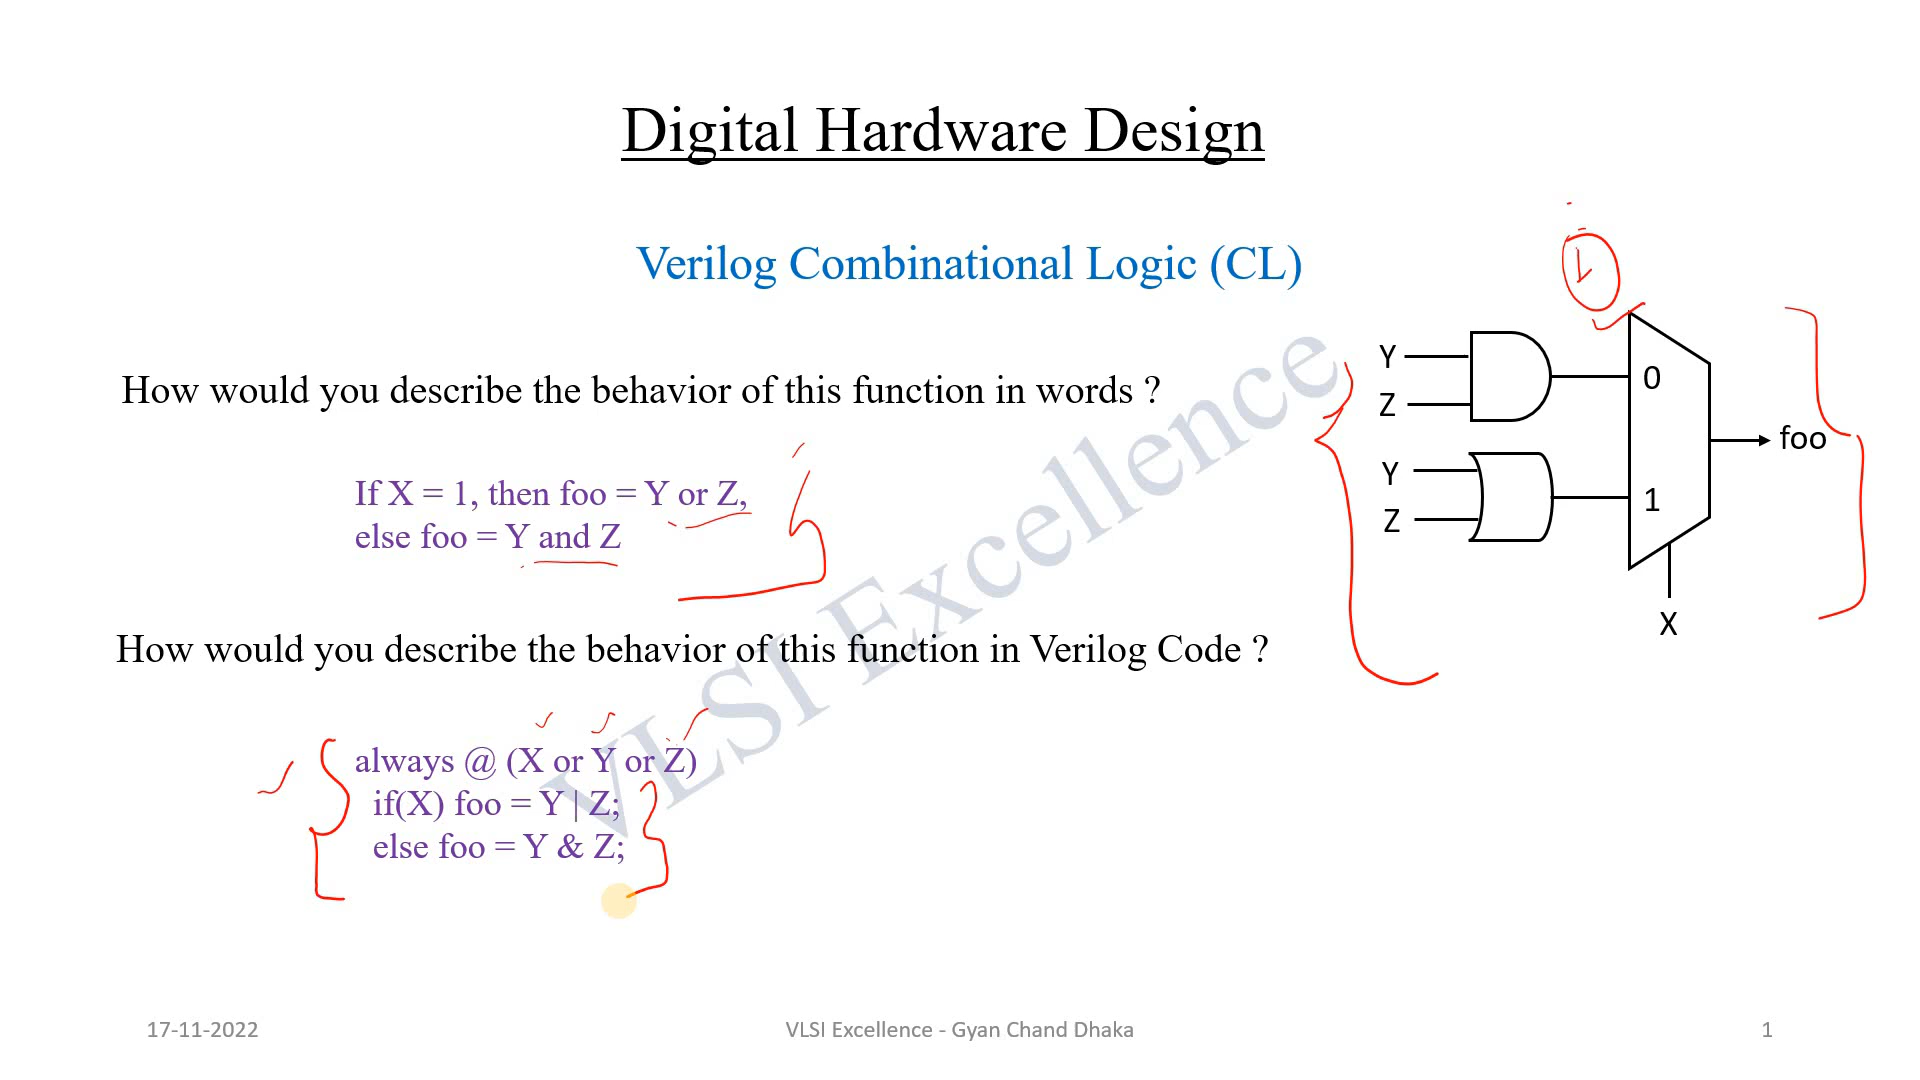 Digital Hardware Design
Verilog Combinational Logic (CL)
How would you describe the behavior of this function in words ?
If X = 1, then foo = Y or Z,
else foo = Y and Z
Y
Z
0
foo
Y
Z
1
X
How would you describe the behavior of this function in Verilog Code ?
always @ (X or Y or Z)
if(X) foo = Y | Z;
else foo = Y & Z;
VLSI Excellence
17-11-2022
VLSI Excellence - Gyan Chand Dhaka
1